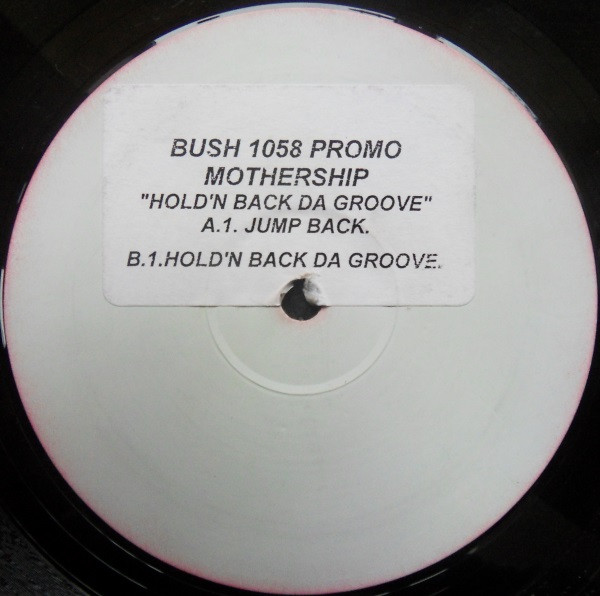 BUSH 1058 PROMO
MOTHERSHIP
"HOLD'N BACK DA GROOVE"
A.1. JUMP BACK.
B.1.HOLD'N BACK DA GROOVE.